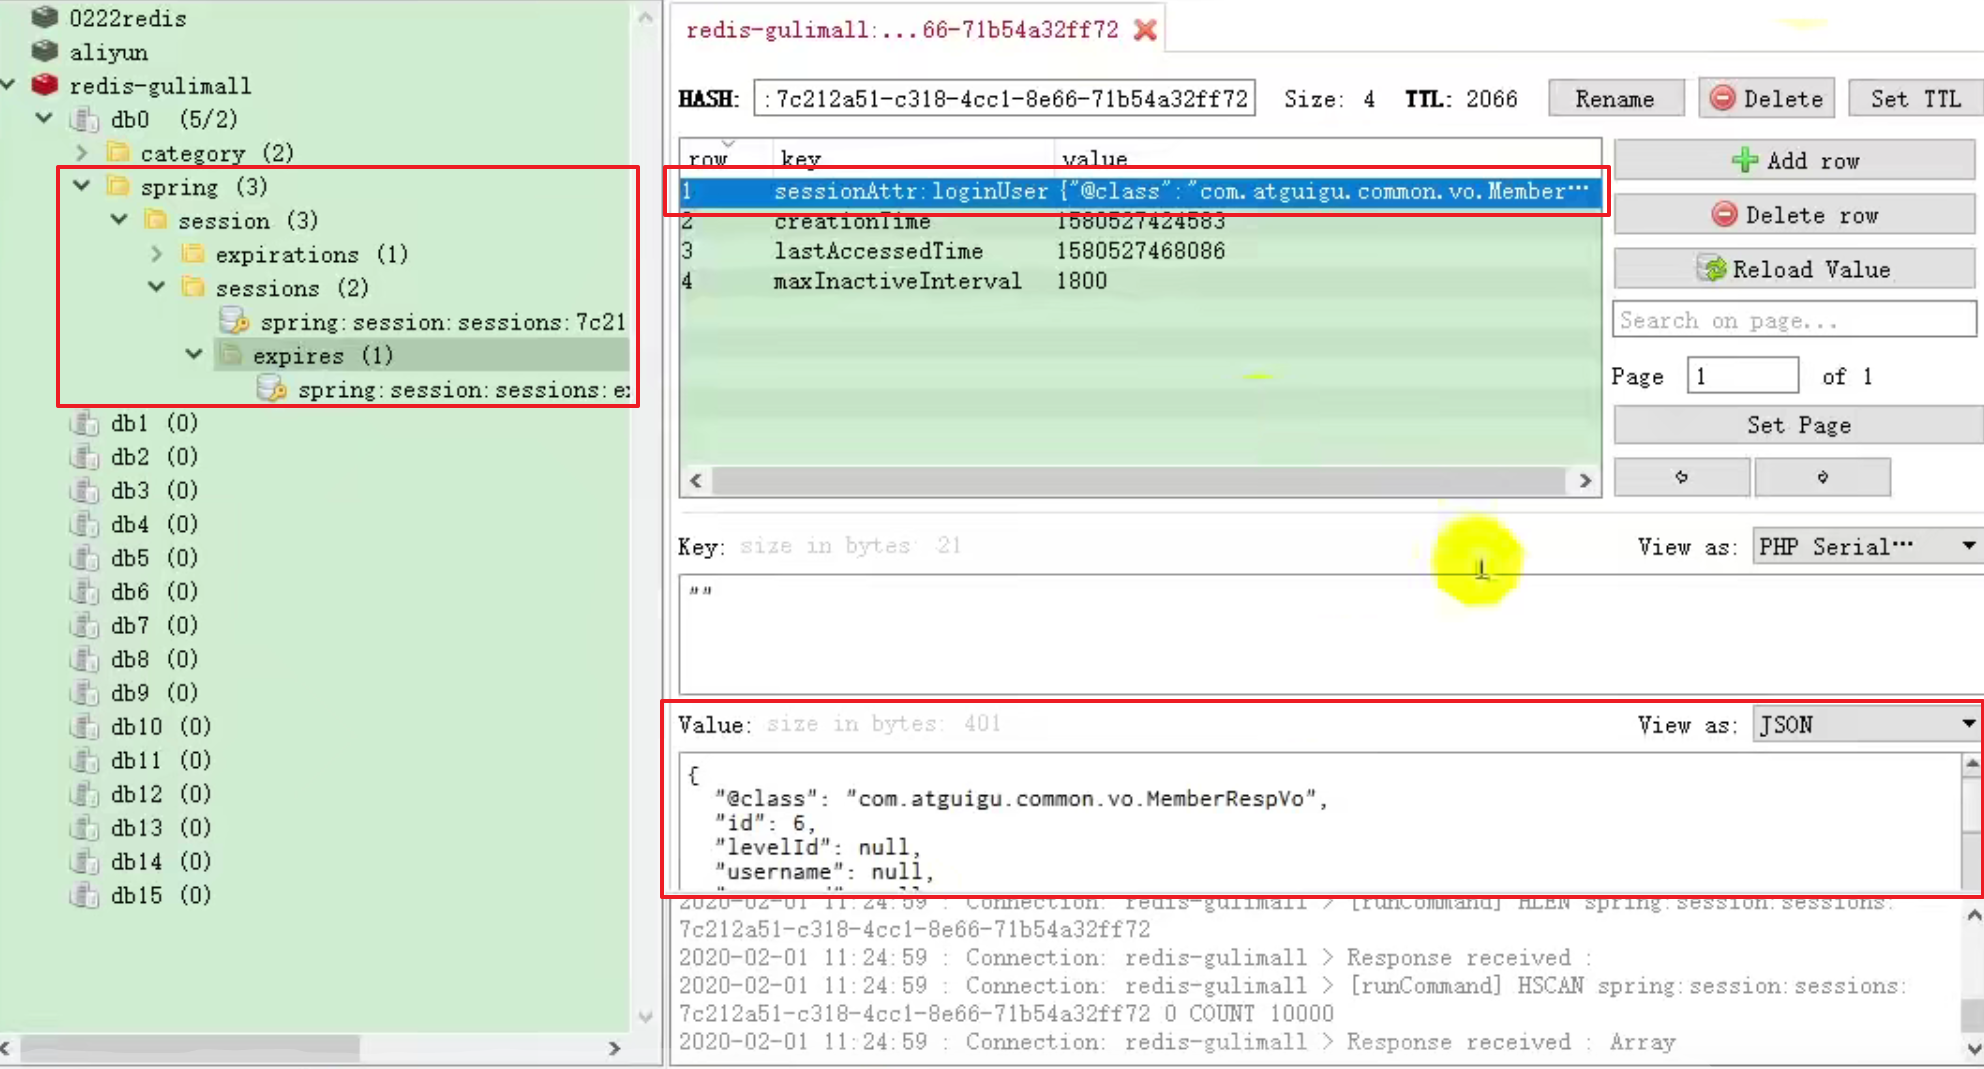 0222redis
aliyun
redis-gulimall
db0 (5/2)
category (2)
spring (3)
session (3)
expirations (1)
sessions (2)
spring:session:sessions:7c21
expires (1)
spring:session:sessions:e
db1 (0)
db2 (0)
db3 (0)
db4 (0)
db5 (0)
db6 (0)
db7 (0)
db8 (0)
db9 (0)
db10 (0)
db11 (0)
db12 (0)
db13 (0)
db14 (0)
db15 (0)
redis-gulimall:...66-71b54a32ff72
HASH: :7c212a51-c318-4cc1-8e66-71b54a32ff72 Size: 4 TTL: 2066 Rename Delete Set TTL
row key value
1 sessionAttr:loginUser {"@class":"com.atguigu.common.vo.Member…
2 creationTime 1580527424583
3 lastAccessedTime 1580527468086
4 maxInactiveInterval 1800
Add row
Delete row
Reload Value
Search on page...
Page 1 of 1
Set Page
Key: size in bytes: 21 View as: PHP Serial…
""
Value: size in bytes: 401 View as: JSON
{
"@class": "com.atguigu.common.vo.MemberRespVo",
"id": 6,
"levelId": null,
"username": null,
2020-02-01 11:24:59 : Connection: redis-gulimall > [runCommand] HLEN spring:session:sessions:
7c212a51-c318-4cc1-8e66-71b54a32ff72
2020-02-01 11:24:59 : Connection: redis-gulimall > Response received :
2020-02-01 11:24:59 : Connection: redis-gulimall > [runCommand] HSCAN spring:session:sessions:
7c212a51-c318-4cc1-8e66-71b54a32ff72 0 COUNT 10000
2020-02-01 11:24:59 : Connection: redis-gulimall > Response received : Array